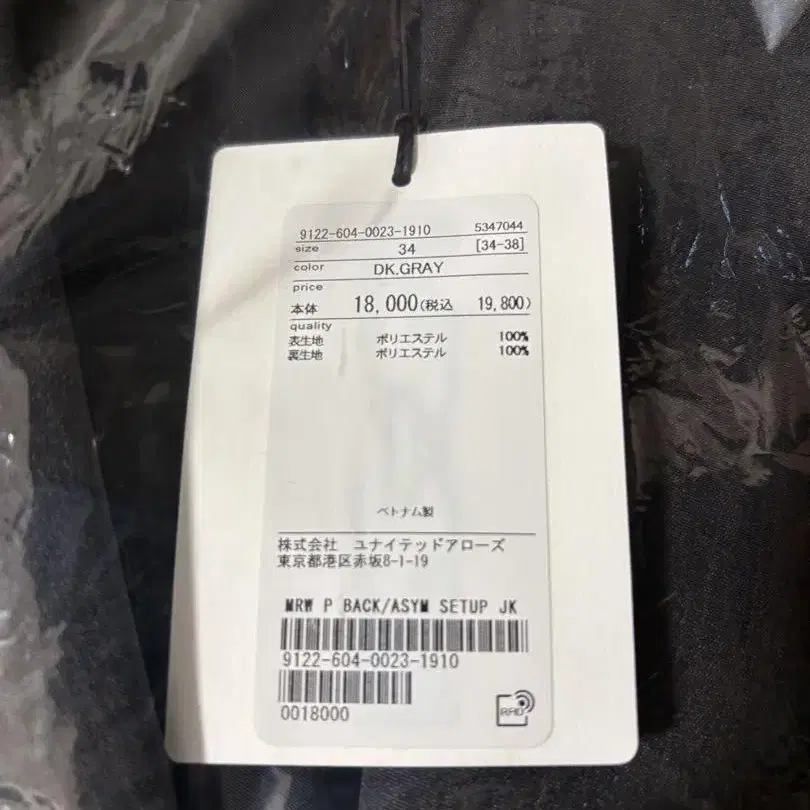 9122-604-0023-1910 5347044
size 34 [34-38]
color DK.GRAY
price
本体 18,000(税込 19,800)
quality
表生地 ポリエステル 100%
裏生地 ポリエステル 100%
ベトナム製
株式会社 ユナイテッドアローズ
東京都港区赤坂8-1-19
MRW P BACK/ASYM SETUP JK
9122-604-0023-1910
0018000
RFID